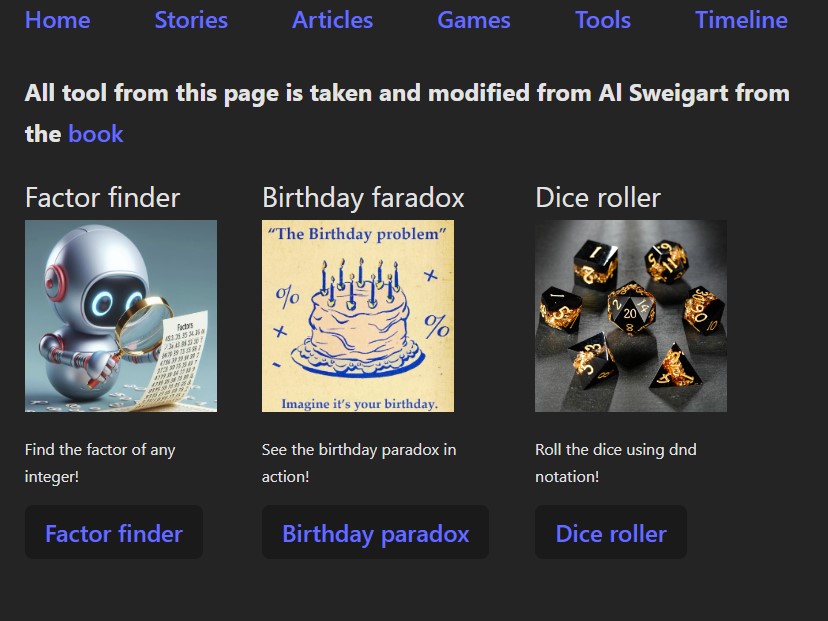 Home Stories Articles Games Tools Timeline
All tool from this page is taken and modified from Al Sweigart from
the book
Factor finder
Birthday faradox
Dice roller
Factors
“The Birthday problem”
%
+
%
+
-
Imagine it’s your birthday.
1
2
20
11
Find the factor of any
integer!
See the birthday paradox in
action!
Roll the dice using dnd
notation!
Factor finder
Birthday paradox
Dice roller